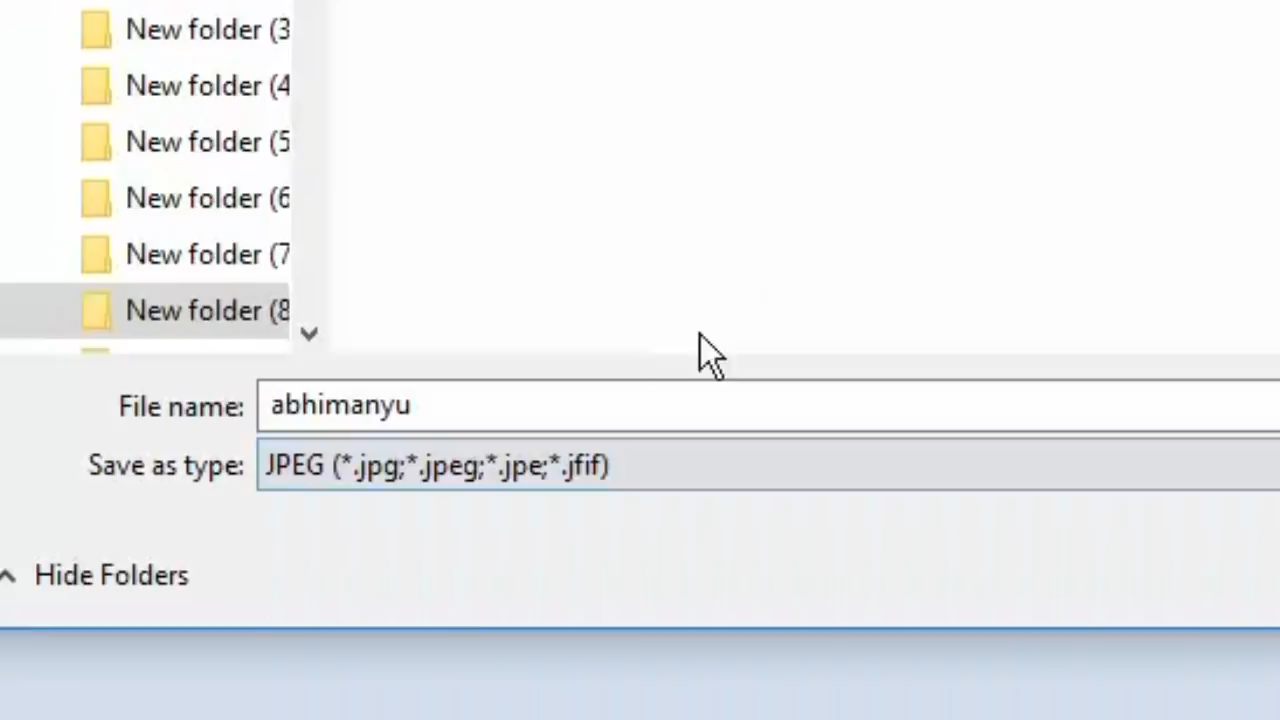 New folder (3
New folder (4
New folder (5
New folder (6
New folder (7
New folder (8
File name: abhimanyu
Save as type: JPEG (*.jpg;*.jpeg;*.jpe;*.jfif)
Hide Folders